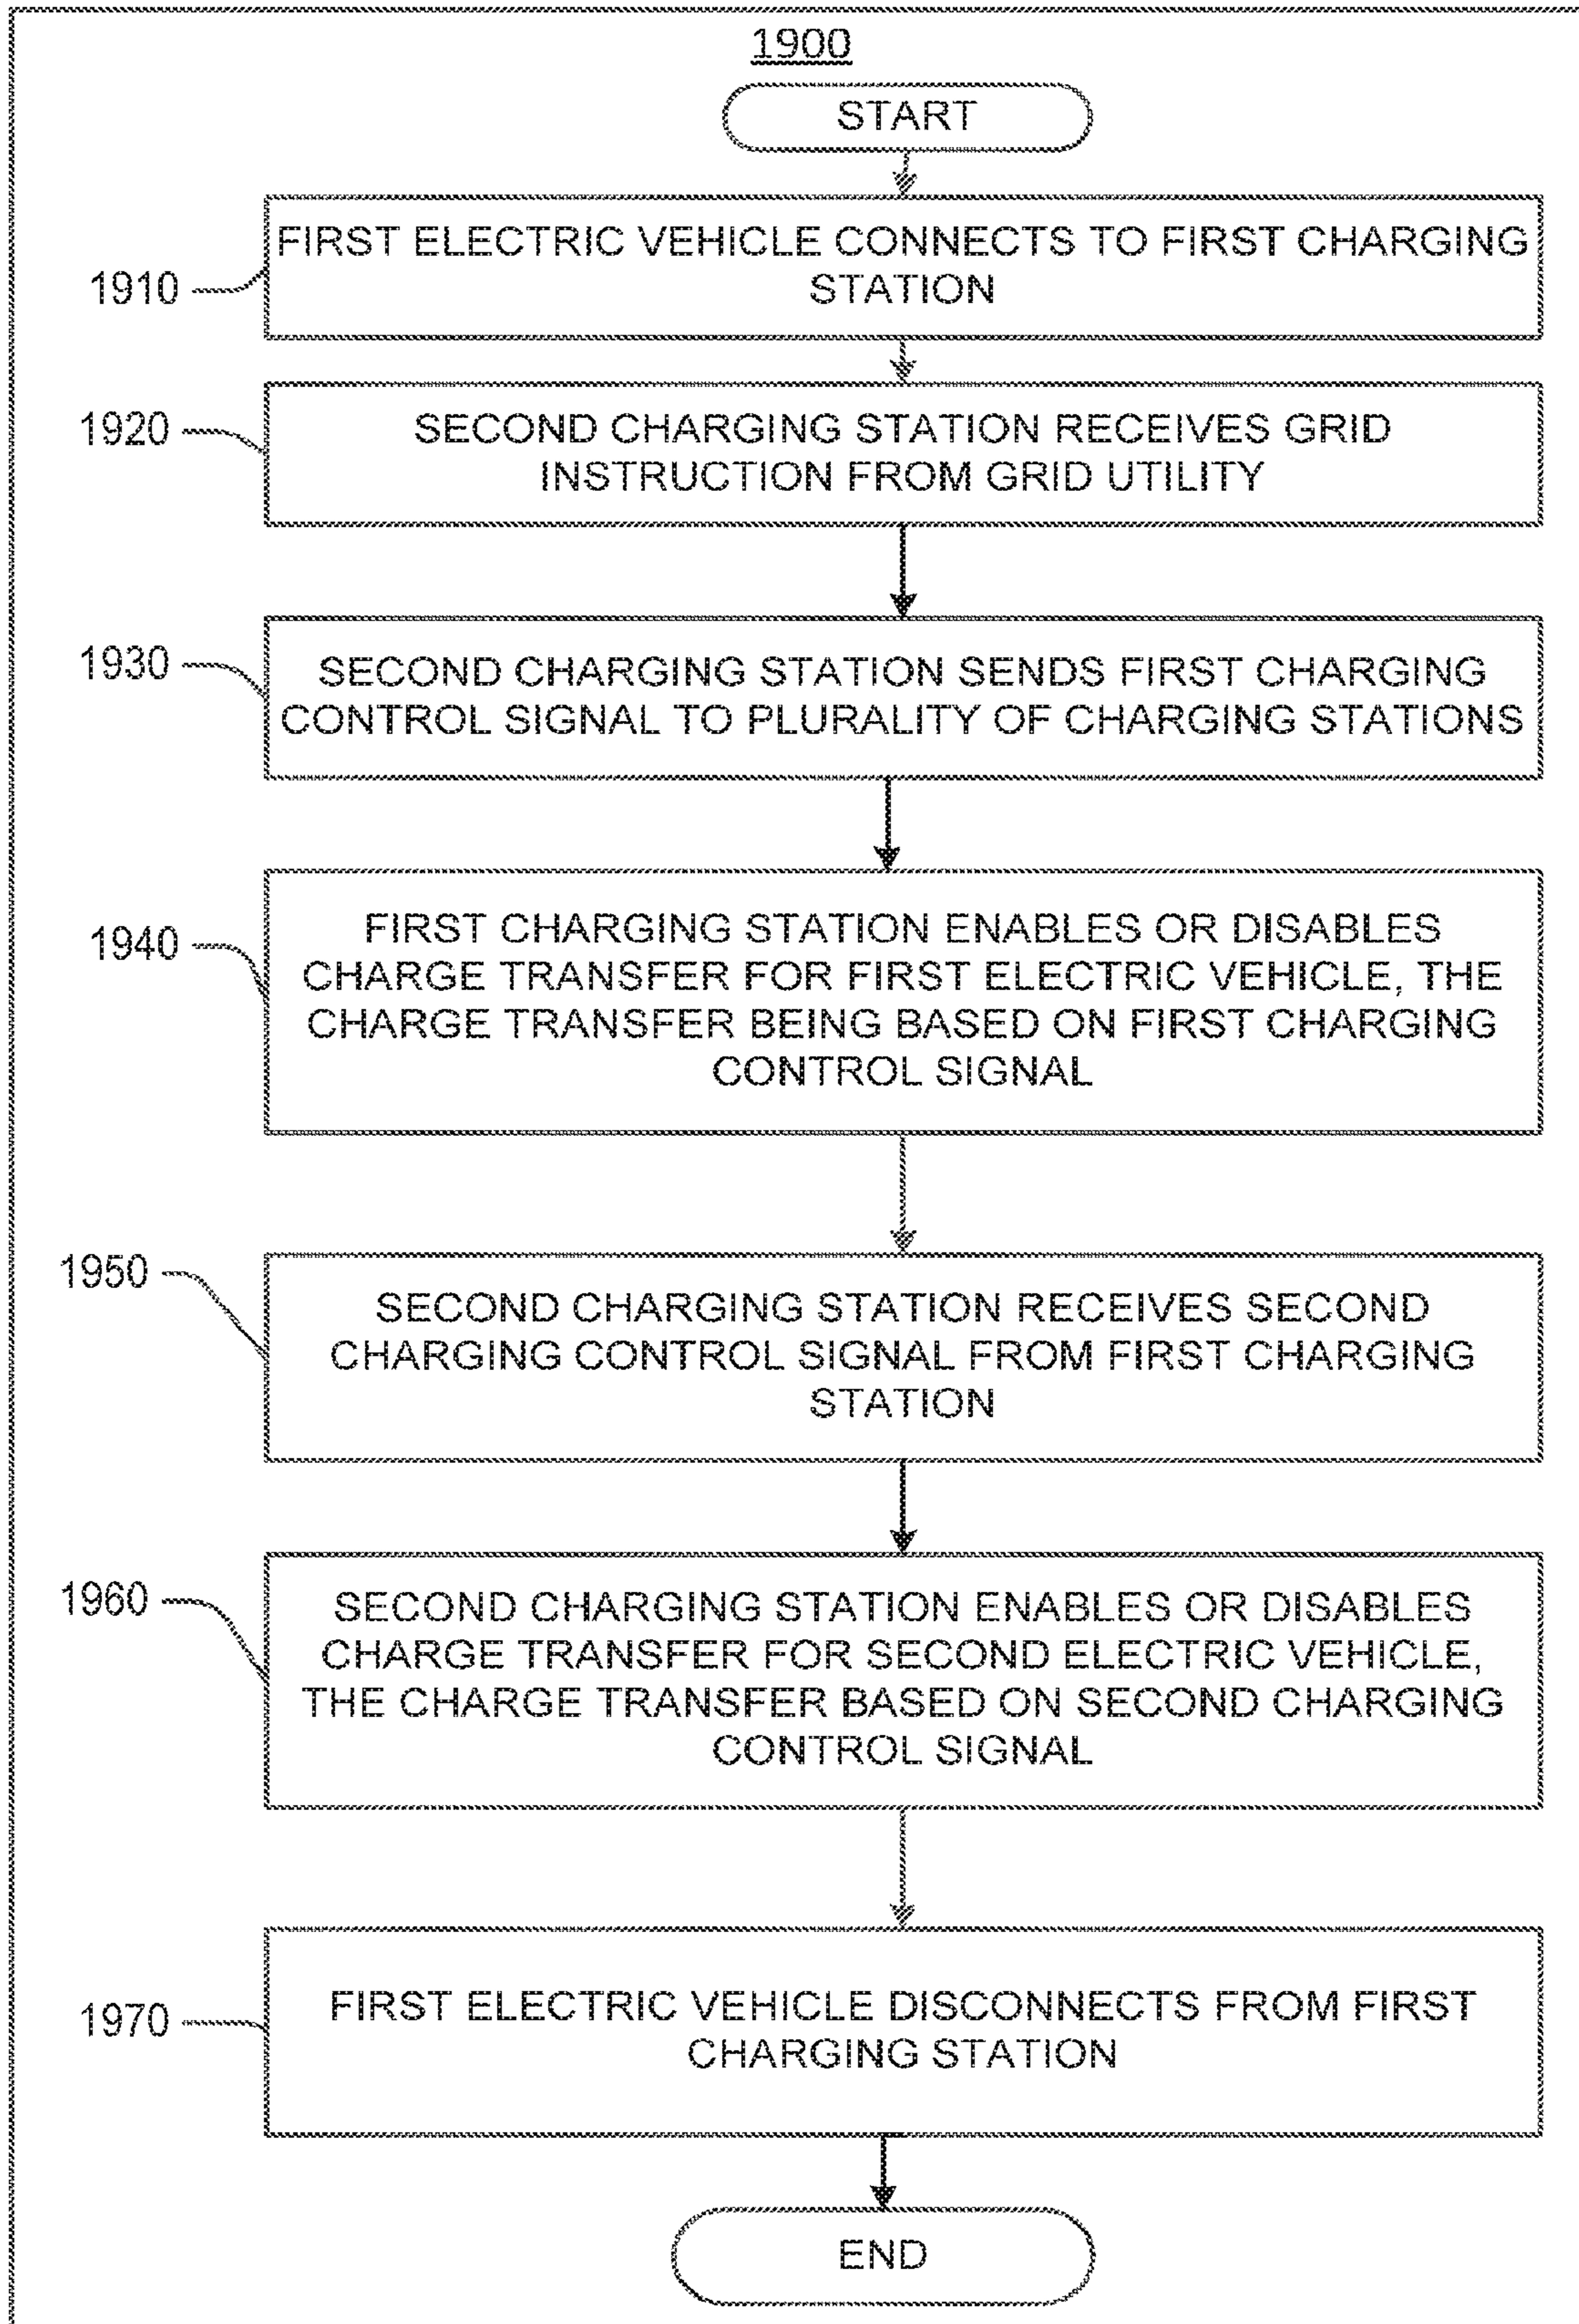 1900
START
FIRST ELECTRIC VEHICLE CONNECTS TO FIRST CHARGING
STATION
1910
SECOND CHARGING STATION RECEIVES GRID
INSTRUCTION FROM GRID UTILITY
1920
SECOND CHARGING STATION SENDS FIRST CHARGING
CONTROL SIGNAL TO PLURALITY OF CHARGING STATIONS
1930
FIRST CHARGING STATION ENABLES OR DISABLES
CHARGE TRANSFER FOR FIRST ELECTRIC VEHICLE, THE
CHARGE TRANSFER BEING BASED ON FIRST CHARGING
CONTROL SIGNAL
1940
SECOND CHARGING STATION RECEIVES SECOND
CHARGING CONTROL SIGNAL FROM FIRST CHARGING
STATION
1950
SECOND CHARGING STATION ENABLES OR DISABLES
CHARGE TRANSFER FOR SECOND ELECTRIC VEHICLE,
THE CHARGE TRANSFER BASED ON SECOND CHARGING
CONTROL SIGNAL
1960
FIRST ELECTRIC VEHICLE DISCONNECTS FROM FIRST
CHARGING STATION
1970
END